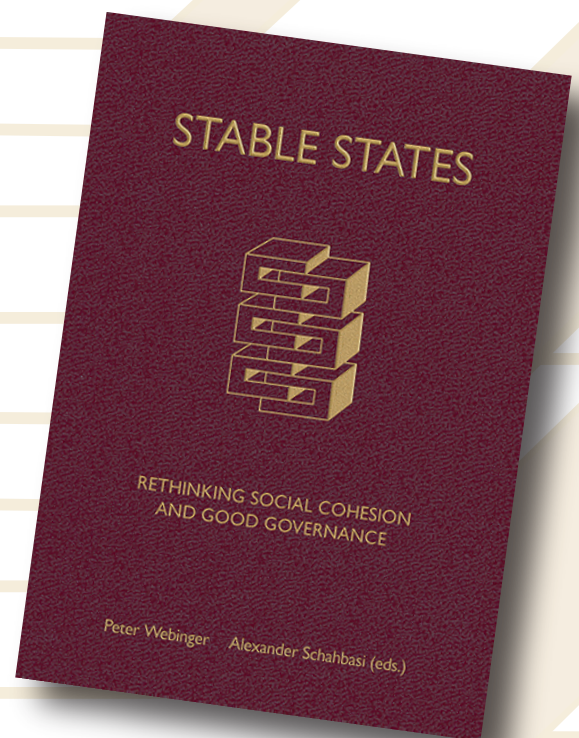 STABLE STATES
RETHINKING SOCIAL COHESION
AND GOOD GOVERNANCE
Peter Webinger Alexander Schahbasi (eds.)